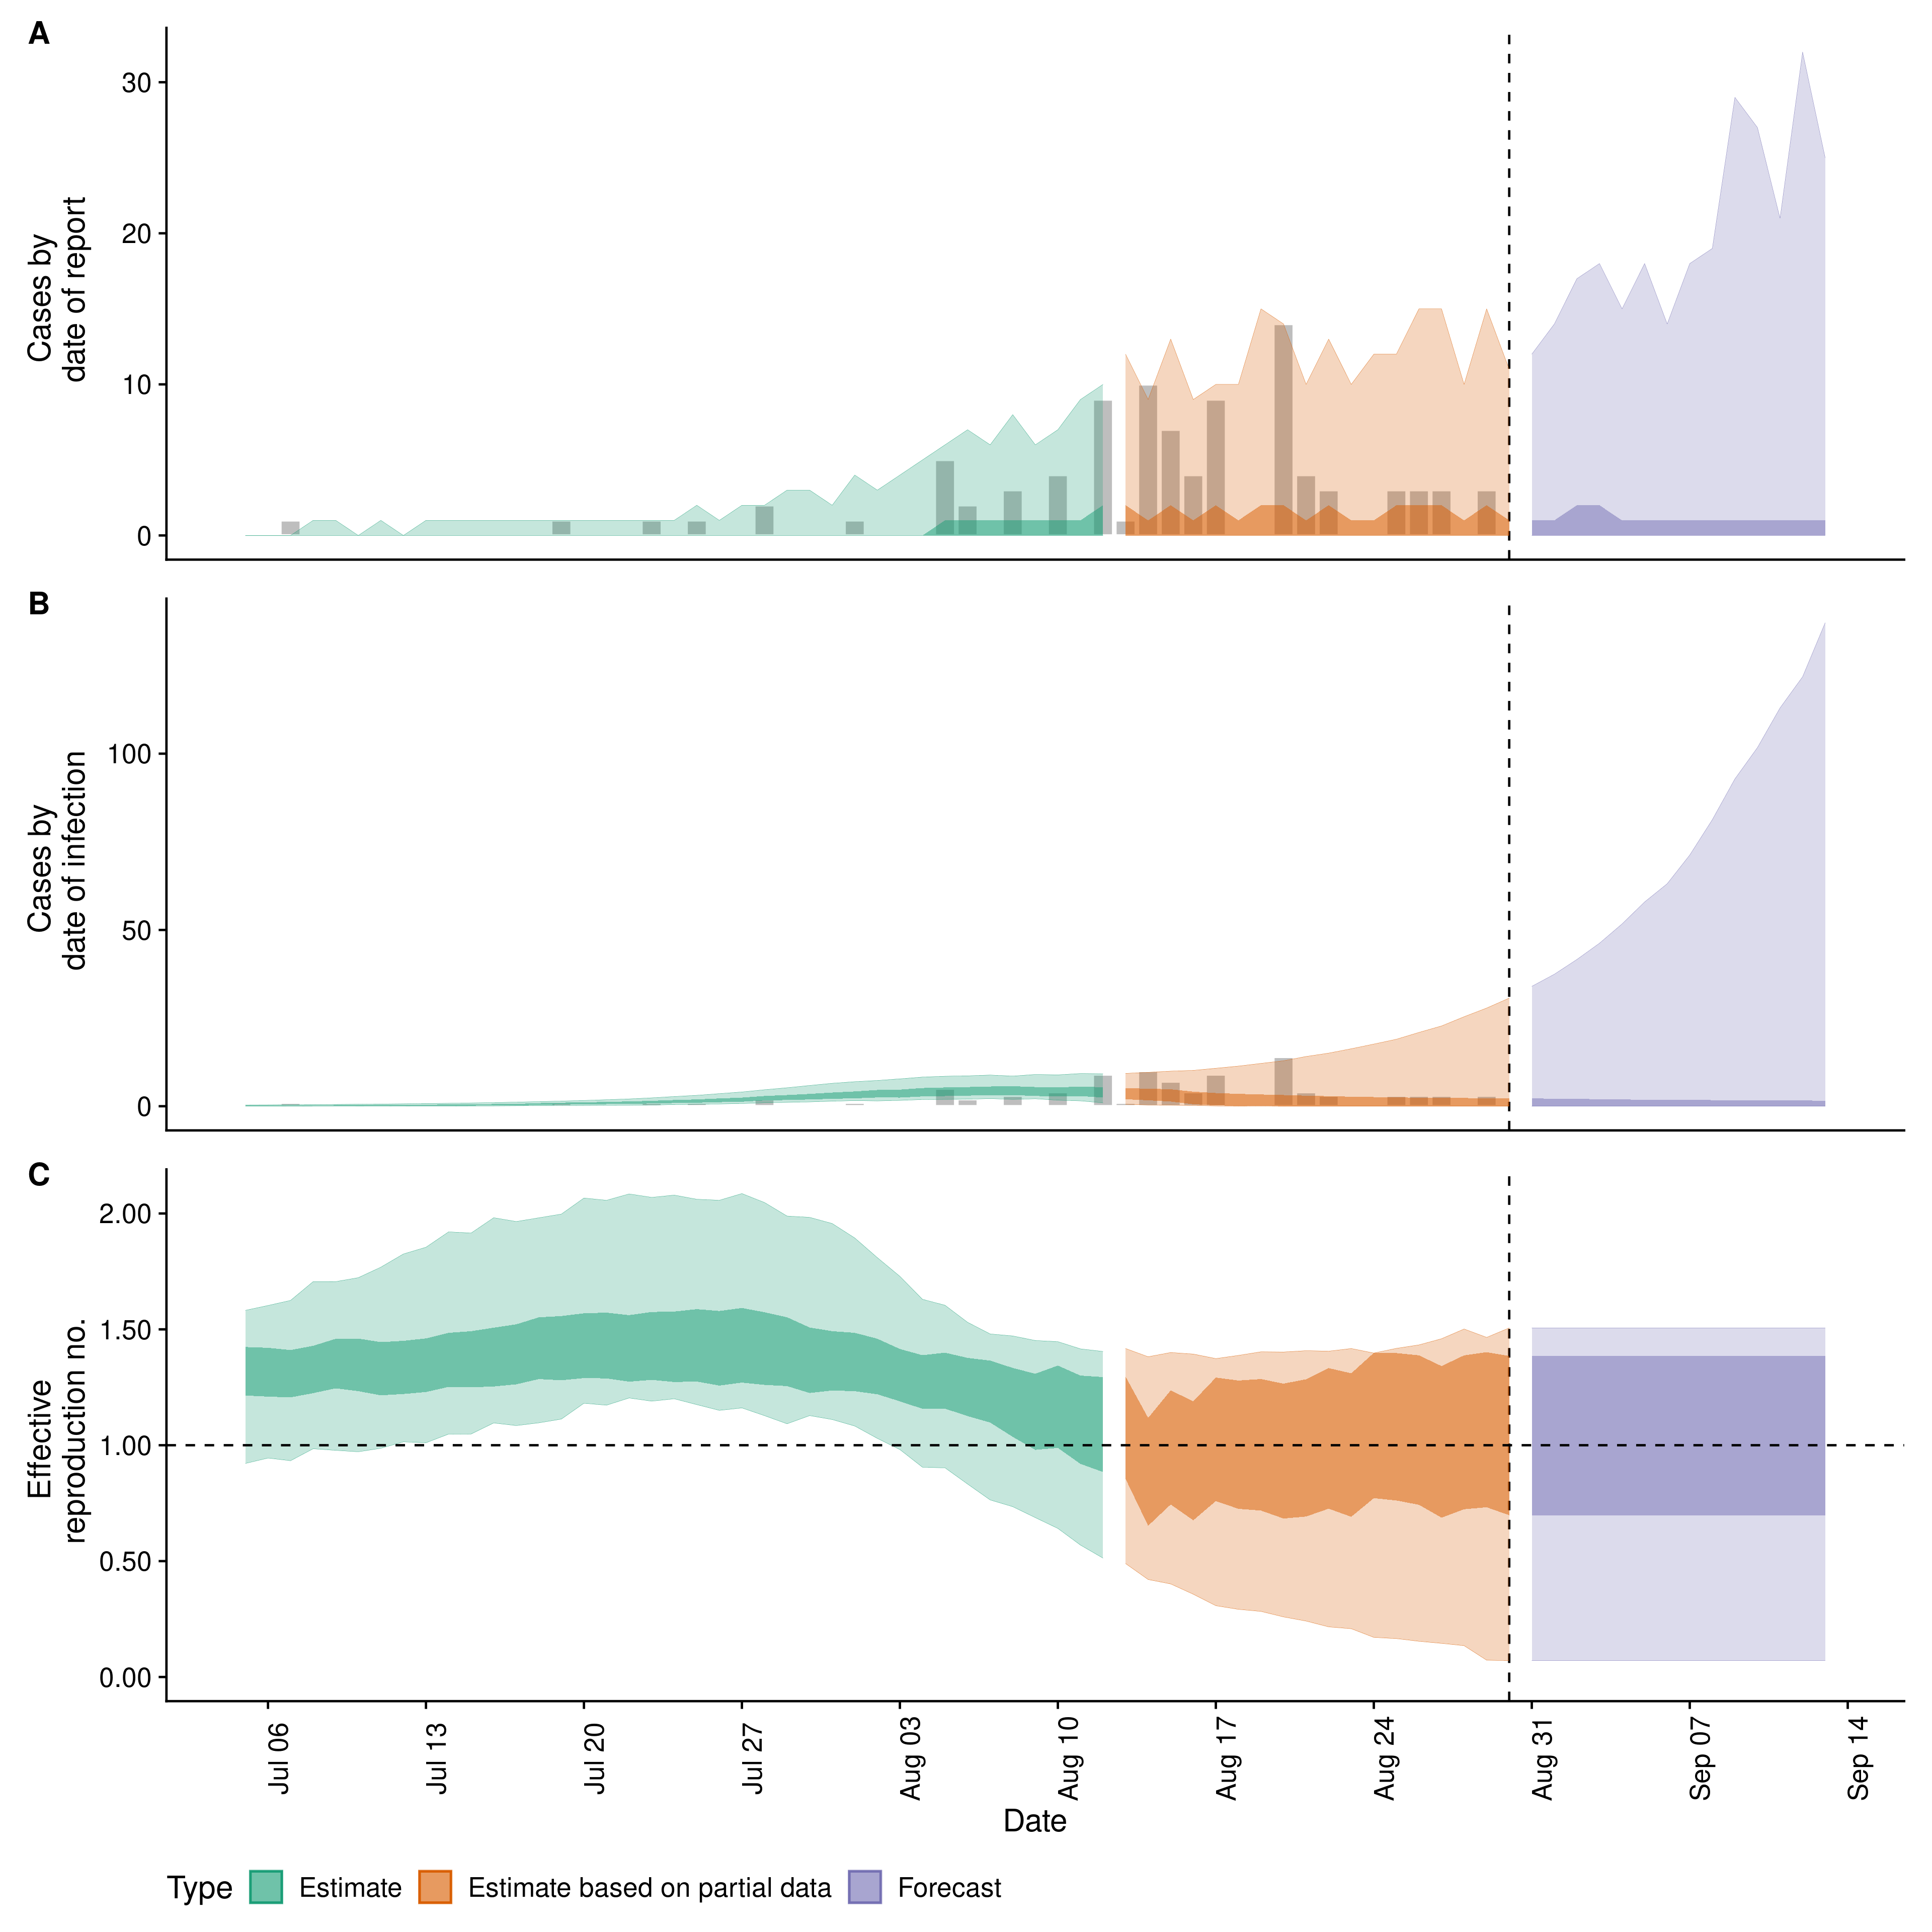 A
30
20
10
0
Cases by
date of report
B
100
50
0
Cases by
date of infection
C
2.00
1.50
1.00
0.50
0.00
Effective
reproduction no.
Jul 06
Jul 13
Jul 20
Jul 27
Aug 03
Aug 10
Aug 17
Aug 24
Aug 31
Sep 07
Sep 14
Date
Type Estimate Estimate based on partial data Forecast